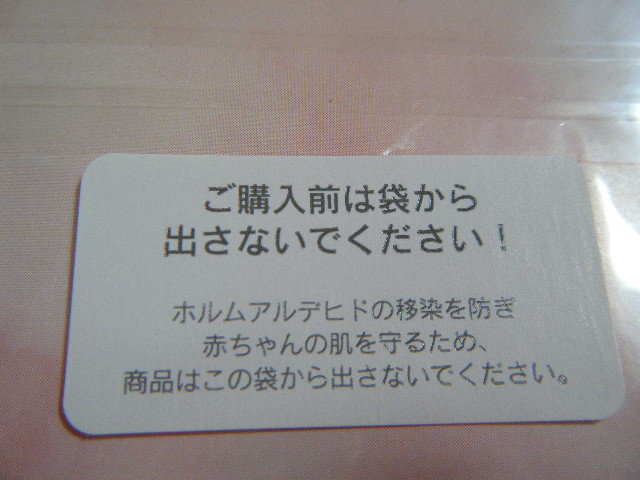 ご購入前は袋から
出さないでください！
ホルムアルデヒドの移染を防ぎ
赤ちゃんの肌を守るため、
商品はこの袋から出さないでください。